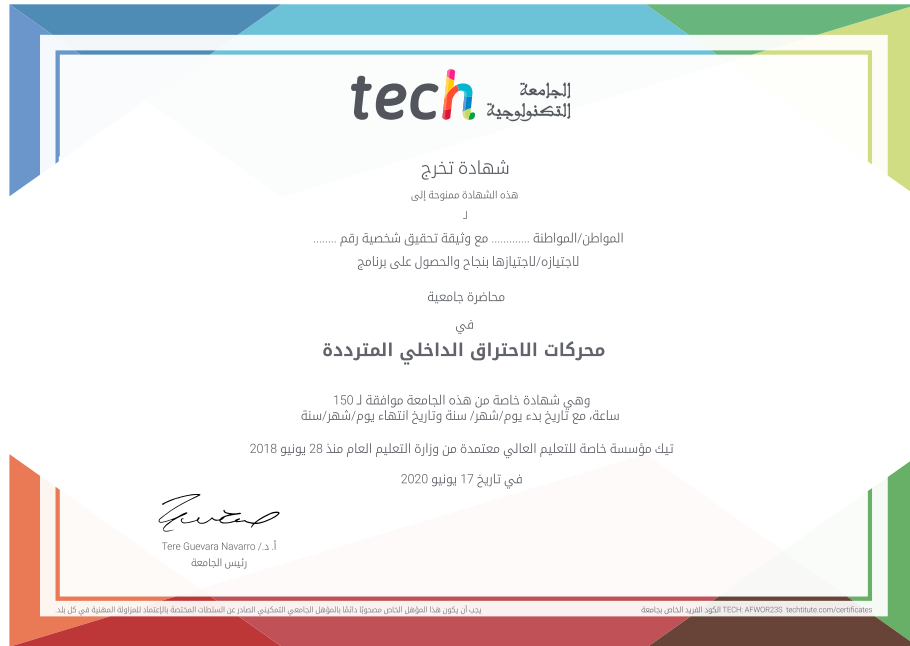 tech الجامعة
التكنولوجية
شهادة تخرج
هذه الشهادة ممنوحة إلى
لـ
المواطن/المواطنة ............. مع وثيقة تحقيق شخصية رقم ........
لاجتيازه/لاجتيازها بنجاح والحصول على برنامج
محاضرة جامعية
في
محركات الاحتراق الداخلي المترددة
وهي شهادة خاصة من هذه الجامعة موافقة لـ 150
ساعة، مع تاريخ بدء يوم/شهر/ سنة وتاريخ انتهاء يوم/شهر/سنة
تيك مؤسسة خاصة للتعليم العالي معتمدة من وزارة التعليم العام منذ 28 يونيو 2018
في تاريخ 17 يونيو 2020
أ. د./ Tere Guevara Navarro
رئيس الجامعة
يجب أن يكون هذا المؤهل الخاص مصحوبًا دائمًا بالمؤهل الجامعي التمكيني الصادر عن السلطات المختصة بالإعتماد للمزاولة المهنية في كل بلد.
الكود الفريد الخاص بجامعة TECH: AFWOR23S techtitute.com/certificates